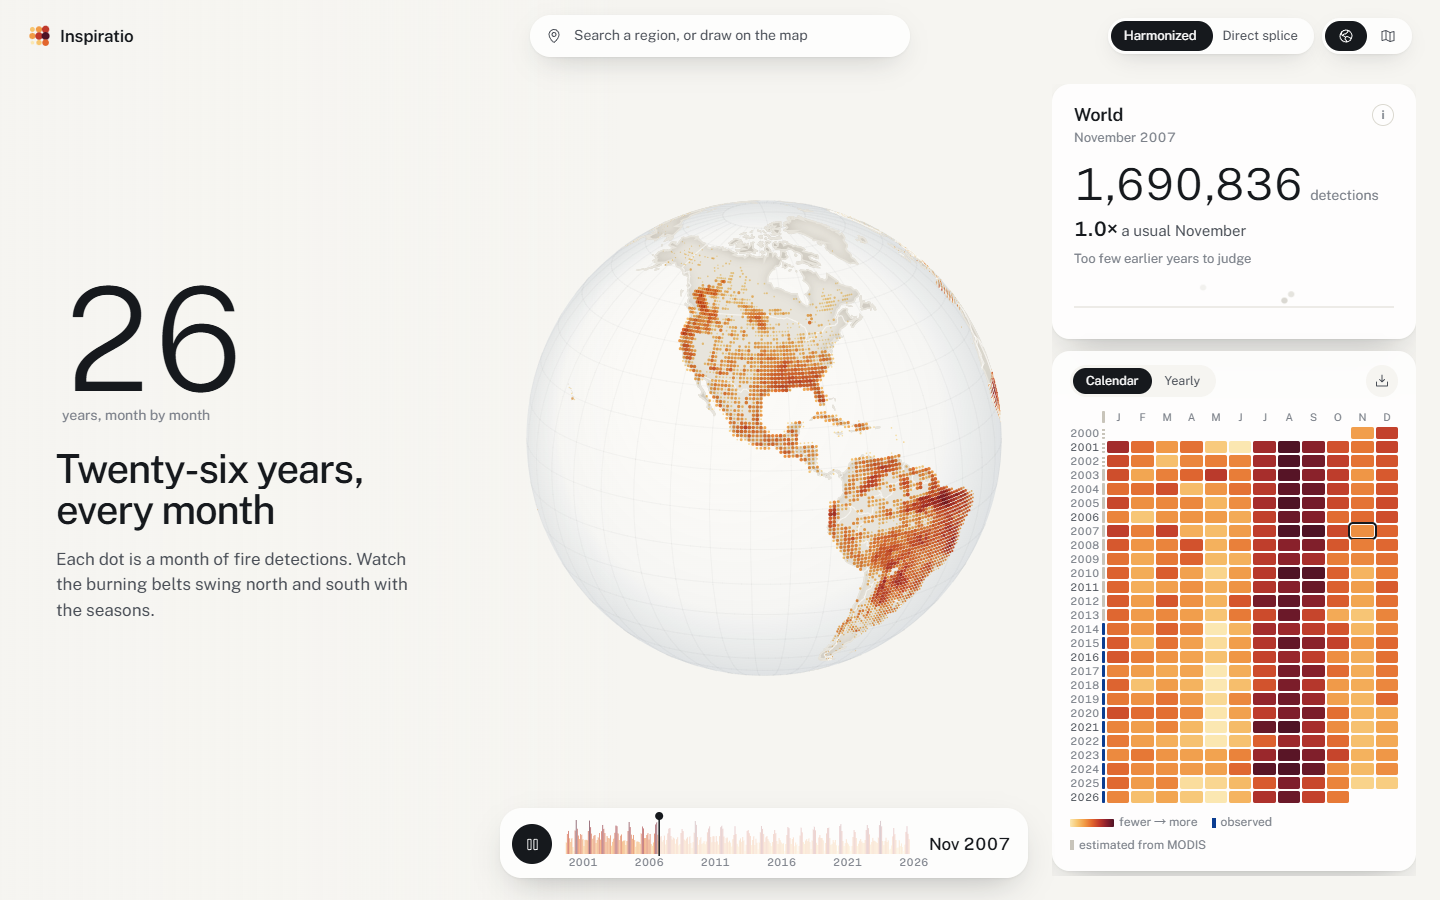 Inspiratio
Search a region, or draw on the map
Harmonized
Direct splice
World
i
November 2007
1,690,836 detections
1.0× a usual November
Too few earlier years to judge
26
years, month by month
Twenty-six years,
every month
Each dot is a month of fire detections. Watch
the burning belts swing north and south with
the seasons.
Calendar
Yearly
J F M A M J J A S O N D
2000
2001
2002
2003
2004
2005
2006
2007
2008
2009
2010
2011
2012
2013
2014
2015
2016
2017
2018
2019
2020
2021
2022
2023
2024
2025
2026
fewer → more
observed
estimated from MODIS
Nov 2007
2001 2006 2011 2016 2021 2026